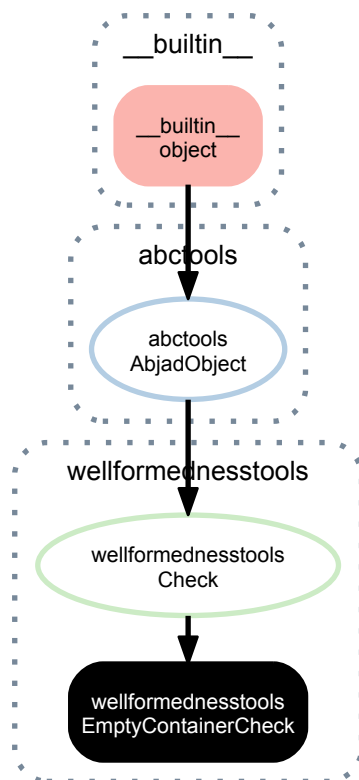 __builtin__
__builtin__
object
abctools
abctools
AbjadObject
wellformednesstools
wellformednesstools
Check
wellformednesstools
EmptyContainerCheck